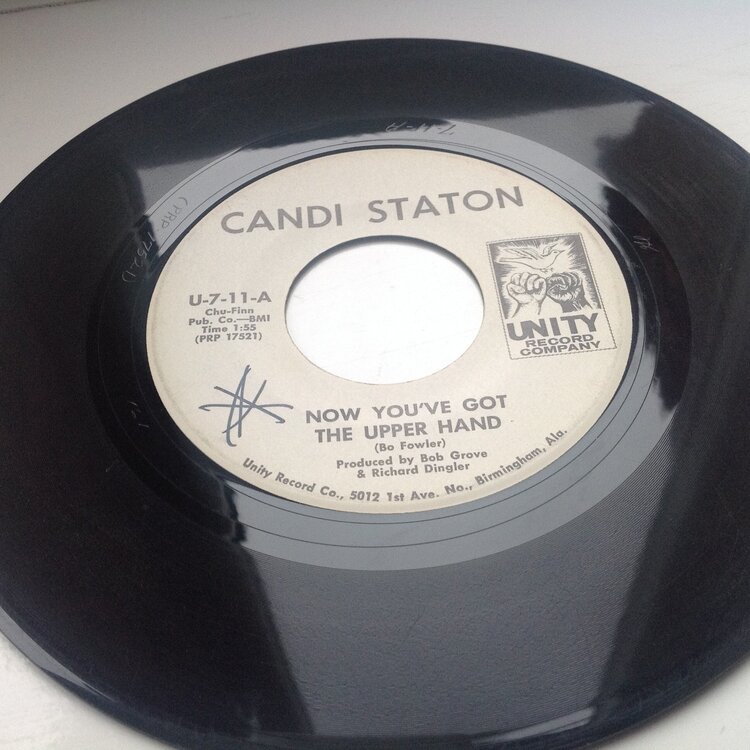 CANDI STATON
U-7-11-A
Chu-Finn
Pub. Co.—BMI
Time 1:55
(PRP 17521)
UNITY
RECORD
COMPANY
NOW YOU'VE GOT
THE UPPER HAND
(Bo Fowler)
Produced by Bob Grove
& Richard Dingler
Unity Record Co., 5012 1st Ave. No., Birmingham, Ala.
(PRP 17521)